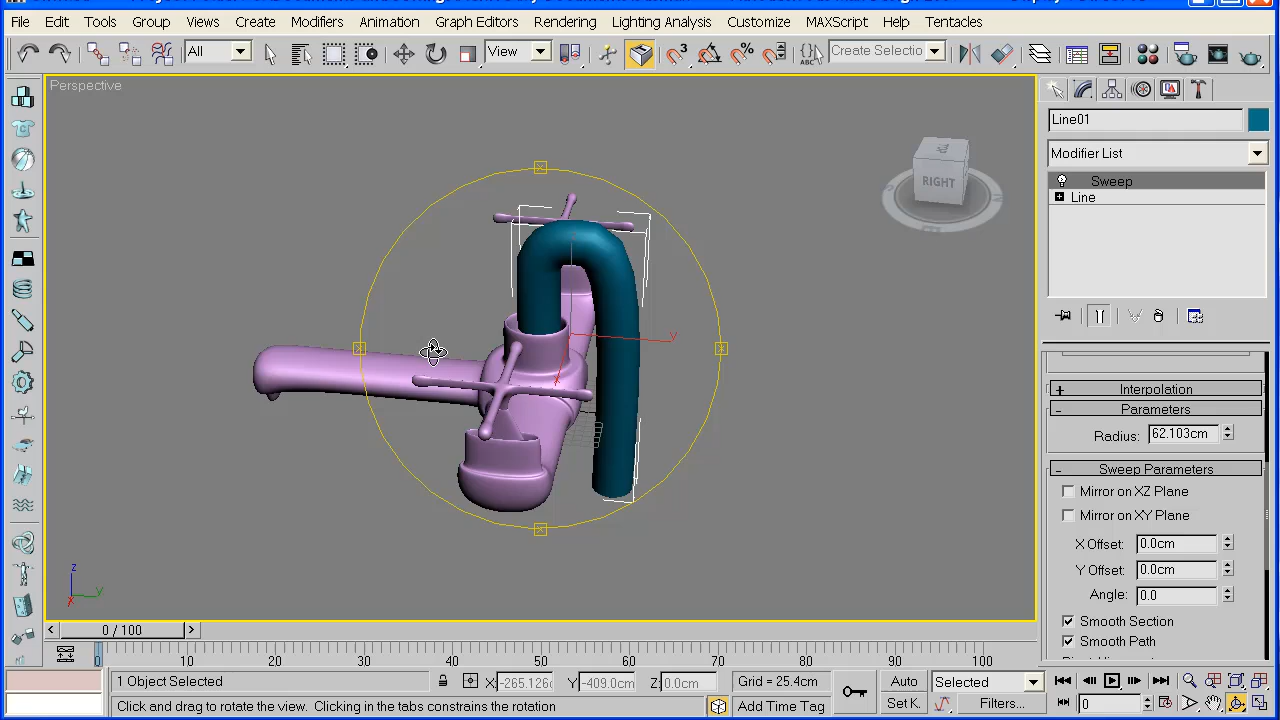 File Edit Tools Group Views Create Modifiers Animation Graph Editors Rendering Lighting Analysis Customize MAXScript Help Tentacles
All View 3 ABC Create Selectio
Perspective
RIGHT
Line01
Modifier List
Sweep
Line
+ Interpolation
- Parameters
Radius: 62.103cm
- Sweep Parameters
Mirror on XZ Plane
Mirror on XY Plane
X Offset: 0.0cm
Y Offset: 0.0cm
Angle: 0.0
Smooth Section
Smooth Path
y
z
y
x
< 0 / 100 >
0 10 20 30 40 50 60 70 80 90 100
1 Object Selected X: -265.126c Y: -409.0cm Z: 0.0cm Grid = 25.4cm Auto Selected
Click and drag to rotate the view. Clicking in the tabs constrains the rotation Add Time Tag Set K. Filters... 0